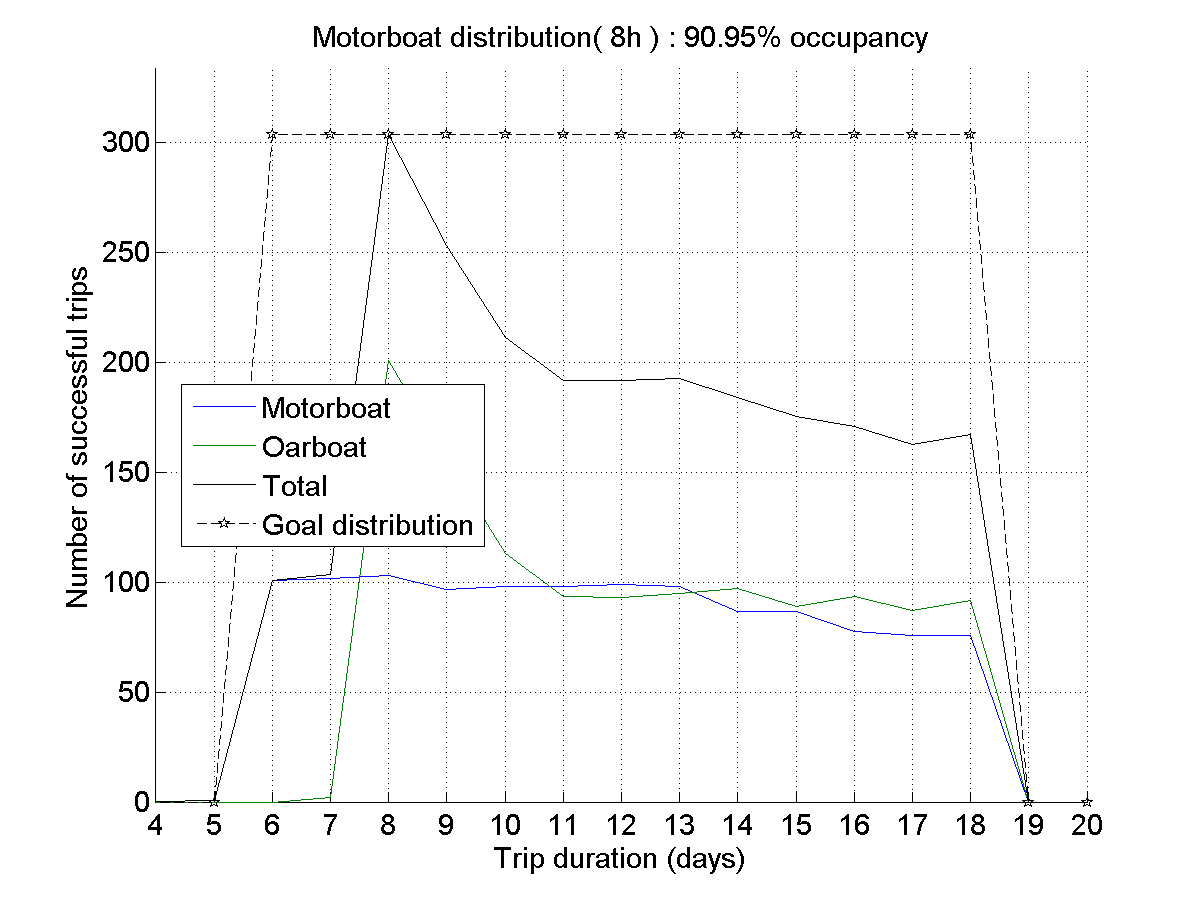 Motorboat distribution( 8h ) : 90.95% occupancy
Number of successful trips
300
250
200
150
100
50
0
Motorboat
Oarboat
Total
Goal distribution
4 5 6 7 8 9 10 11 12 13 14 15 16 17 18 19 20
Trip duration (days)